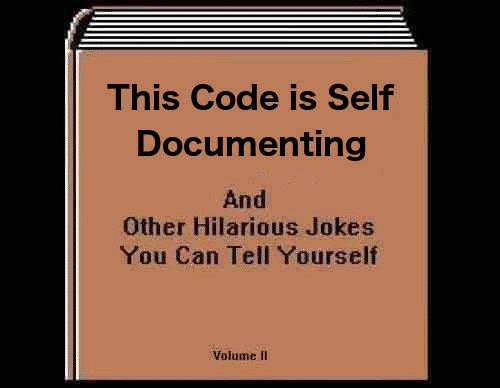 This Code is Self
Documenting
And
Other Hilarious Jokes
You Can Tell Yourself
Volume II